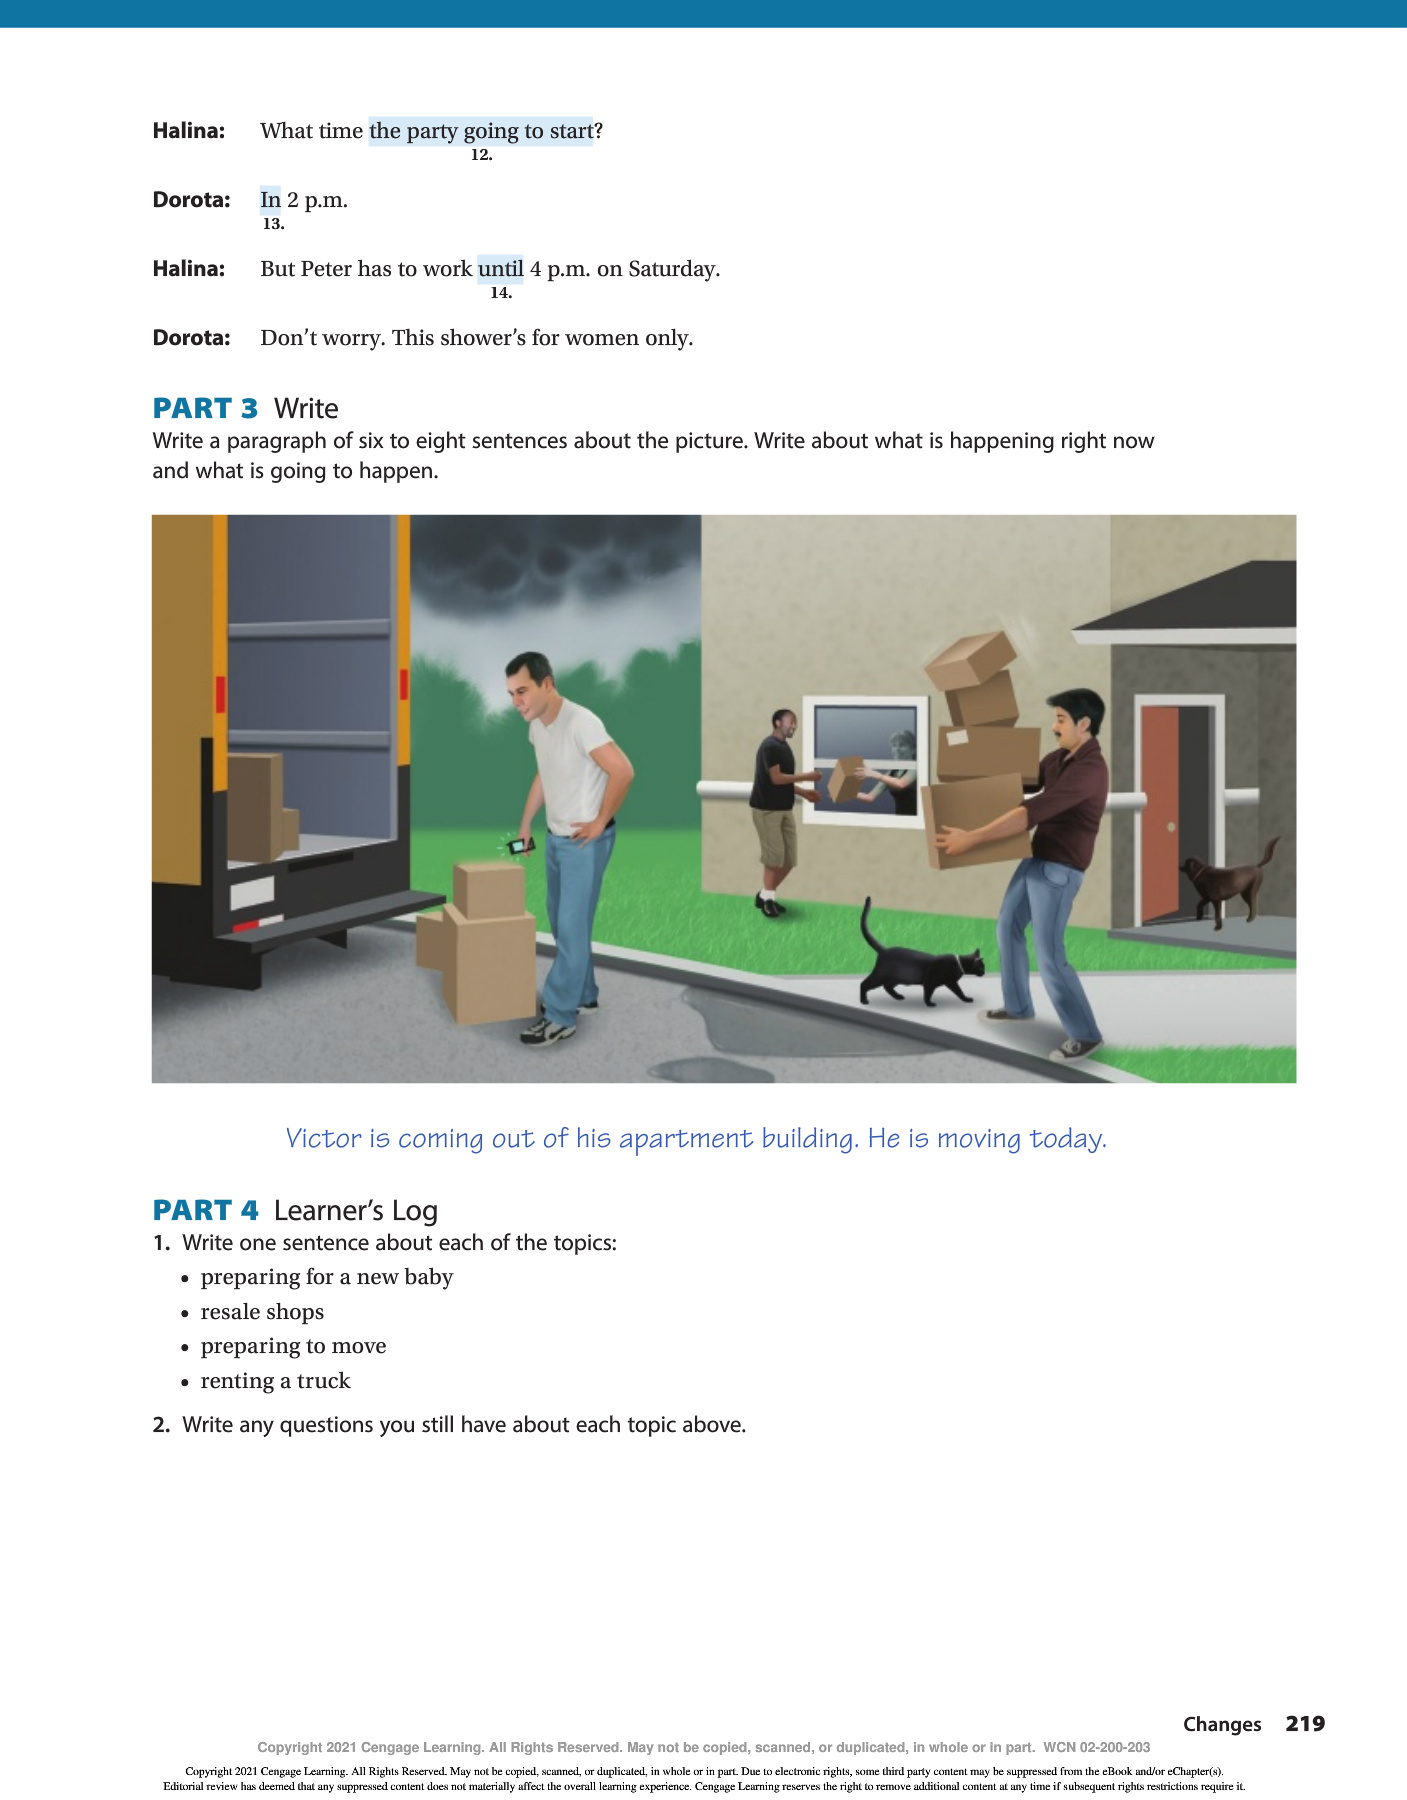 Halina: What time the party going to start?
12.
Dorota: In 2 p.m.
13.
Halina: But Peter has to work until 4 p.m. on Saturday.
14.
Dorota: Don’t worry. This shower’s for women only.
PART 3 Write
Write a paragraph of six to eight sentences about the picture. Write about what is happening right now
and what is going to happen.
Victor is coming out of his apartment building. He is moving today.
PART 4 Learner’s Log
1. Write one sentence about each of the topics:
• preparing for a new baby
• resale shops
• preparing to move
• renting a truck
2. Write any questions you still have about each topic above.
Changes 219
Copyright 2021 Cengage Learning. All Rights Reserved. May not be copied, scanned, or duplicated, in whole or in part. WCN 02-200-203
Copyright 2021 Cengage Learning. All Rights Reserved. May not be copied, scanned, or duplicated, in whole or in part. Due to electronic rights, some third party content may be suppressed from the eBook and/or eChapter(s).
Editorial review has deemed that any suppressed content does not materially affect the overall learning experience. Cengage Learning reserves the right to remove additional content at any time if subsequent rights restrictions require it.